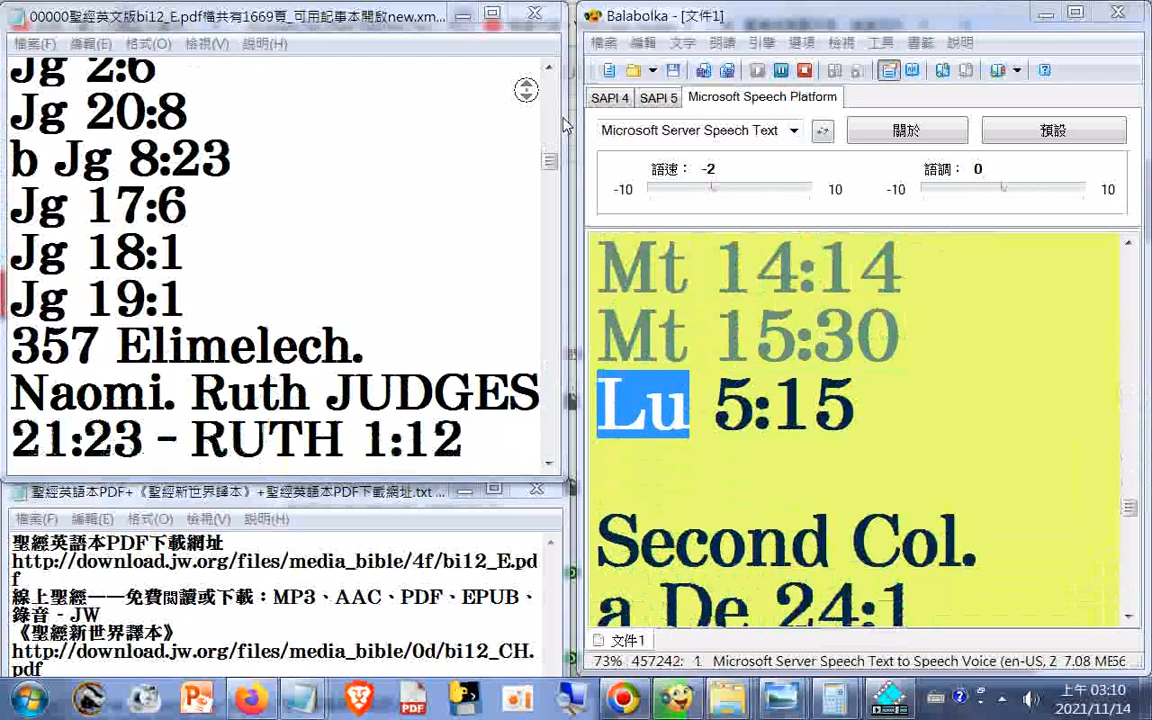 00000聖經英文版bi12_E.pdf檔共有1669頁_可用記事本開啟new.xm...
檔案(F) 編輯(E) 格式(O) 檢視(V) 說明(H)
Jg 2:6
Jg 20:8
b Jg 8:23
Jg 17:6
Jg 18:1
Jg 19:1
357 Elimelech.
Naomi. Ruth JUDGES
21:23 - RUTH 1:12
聖經英語本PDF+《聖經新世界譯本》+聖經英語本PDF下載網址.txt ...
檔案(F) 編輯(E) 格式(O) 檢視(V) 說明(H)
聖經英語本PDF下載網址
http://download.jw.org/files/media_bible/4f/bi12_E.pd
f
線上聖經──免費閱讀或下載：MP3、AAC、PDF、EPUB、
錄音 - JW
《聖經新世界譯本》
http://download.jw.org/files/media_bible/0d/bi12_CH.
pdf
Balabolka - [文件1]
檔案 編輯 文字 朗讀 引擎 選項 檢視 工具 書籤 說明
SAPI 4 SAPI 5 Microsoft Speech Platform
Microsoft Server Speech Text 關於 預設
語速： -2 語調： 0
-10 10 -10 10
Mt 14:14
Mt 15:30
Lu 5:15
Second Col.
a De 24:1
文件1
73% 457242: 1 Microsoft Server Speech Text to Speech Voice (en-US, Z 7.08 ME56
PDF
上午 03:10
2021/11/14